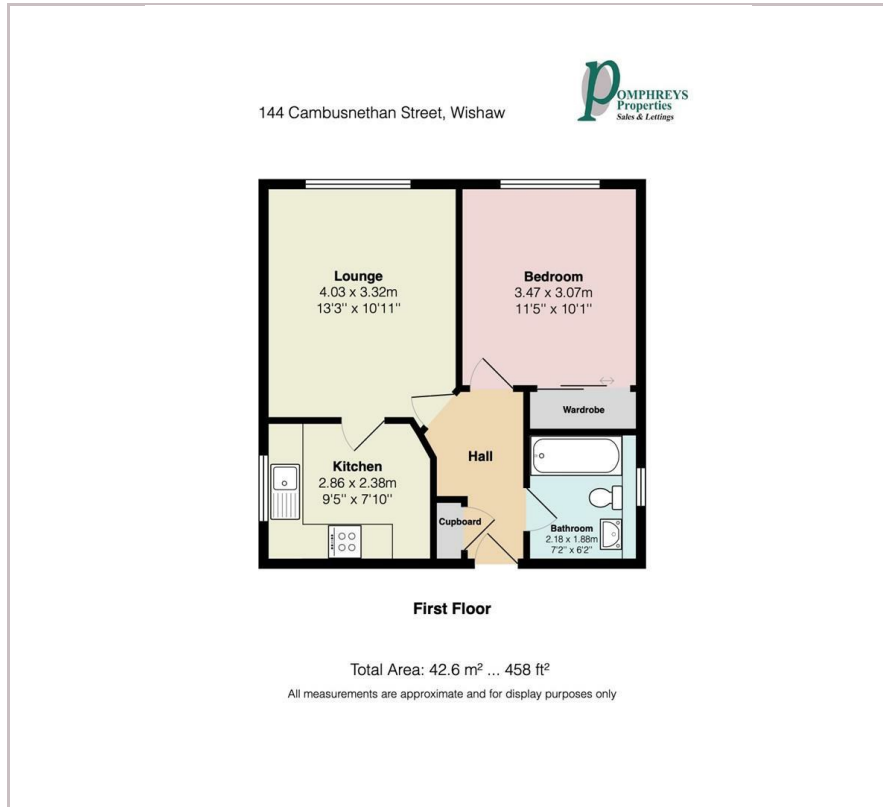 144 Cambusnethan Street, Wishaw
POMPHREYS
Properties
Sales & Lettings
Lounge
4.03 x 3.32m
13'3'' x 10'11''
Bedroom
3.47 x 3.07m
11'5'' x 10'1''
Wardrobe
Kitchen
2.86 x 2.38m
9'5'' x 7'10''
Hall
Cupboard
Bathroom
2.18 x 1.88m
7'2'' x 6'2''
First Floor
Total Area: 42.6 m² ... 458 ft²
All measurements are approximate and for display purposes only